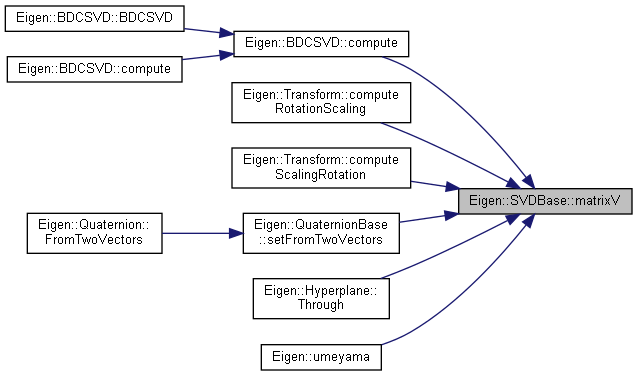 Eigen::BDCSVD::BDCSVD
Eigen::BDCSVD::compute
Eigen::BDCSVD::compute
Eigen::Transform::compute
RotationScaling
Eigen::Transform::compute
ScalingRotation
Eigen::SVDBase::matrixV
Eigen::Quaternion::
FromTwoVectors
Eigen::QuaternionBase
::setFromTwoVectors
Eigen::Hyperplane::
Through
Eigen::umeyama